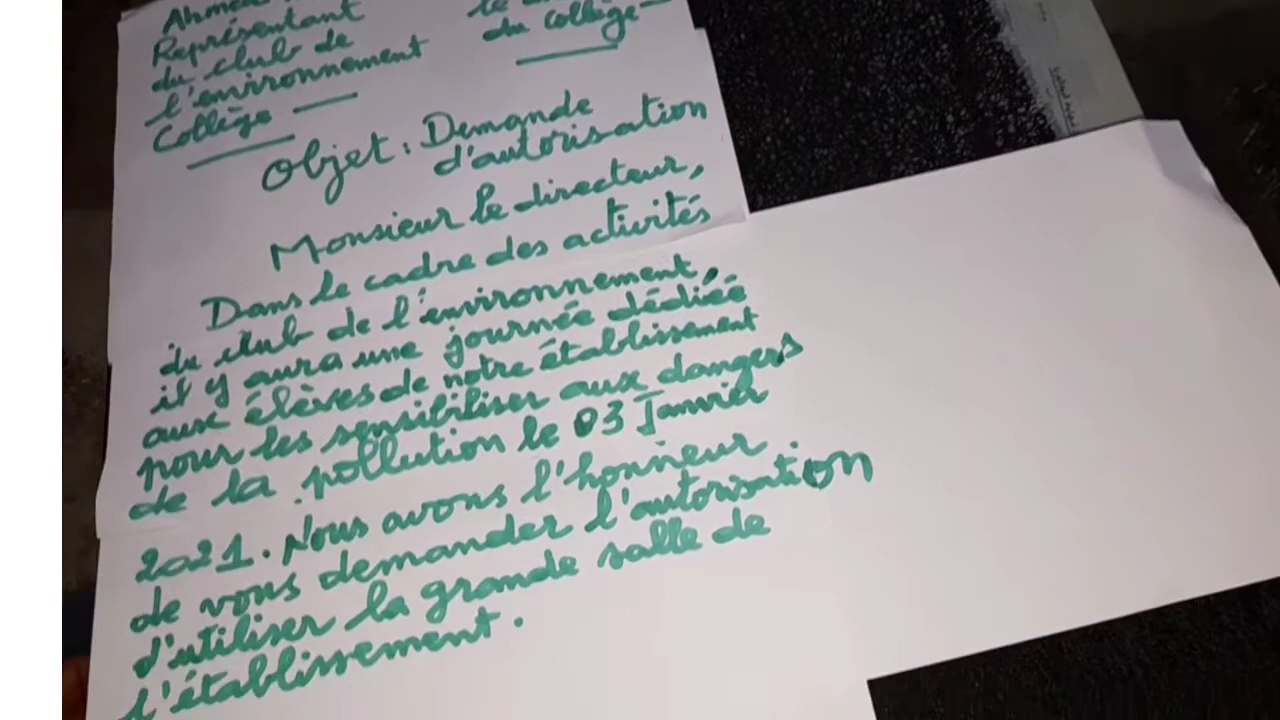 Ahmed
Représentant
du club de
l'environnement
Collège
du collège
Objet : Demande
d'autorisation
Monsieur le directeur,
Dans le cadre des activités
du club de l'environnement,
il y aura une journée dédiée
aux élèves de notre établissement
pour les sensibiliser aux dangers
de la pollution le 03 Janvier
2021. Nous avons l'honneur
de vous demander l'autorisation
d'utiliser la grande salle de
l'établissement.